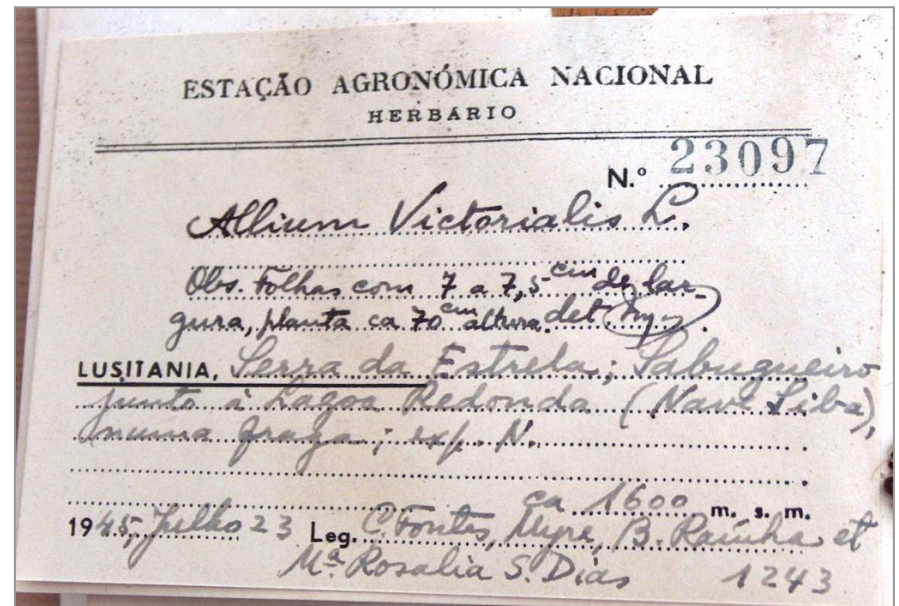 ESTAÇÃO AGRONÓMICA NACIONAL
HERBÁRIO
N.º 23097
Allium Victorialis L.
Obs. Folhas com 7 a 7,5 cm de lar-
gura, planta ca 70 cm altura. det
LUSITANIA, Serra da Estrela; Sabugueiro
junto à Lagoa Redonda (Nave
numa fraga; exp. N.
ca 1600 m. s. m.
1945, Julho 23 Leg. C. Fontes, Myre, B. Rainha et
Mª Rosalia S. Dias 1243